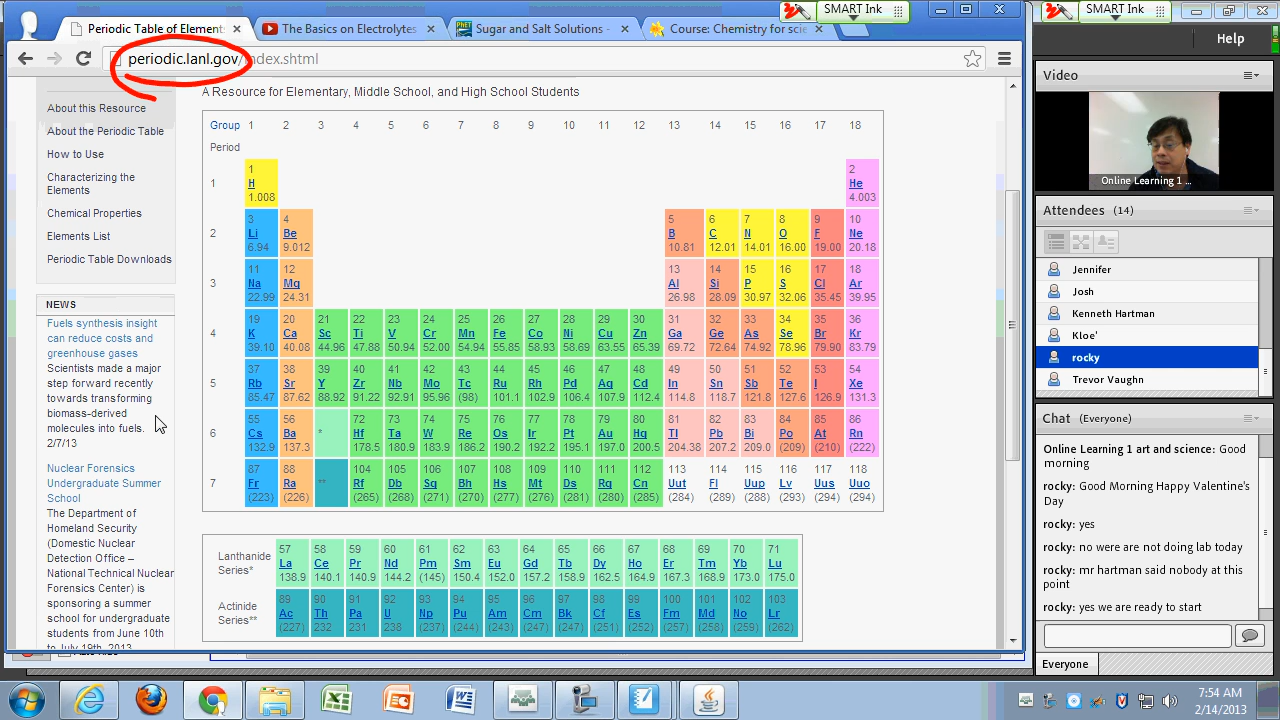 Periodic Table of Element
The Basics on Electrolytes
Sugar and Salt Solutions -
Course: Chemistry for scie
SMART Ink
SMART Ink
periodic.lanl.gov/index.shtml
Help
About this Resource
About the Periodic Table
How to Use
Characterizing the
Elements
Chemical Properties
Elements List
Periodic Table Downloads
NEWS
Fuels synthesis insight
can reduce costs and
greenhouse gases
Scientists made a major
step forward recently
towards transforming
biomass-derived
molecules into fuels.
2/7/13
Nuclear Forensics
Undergraduate Summer
School
The Department of
Homeland Security
(Domestic Nuclear
Detection Office –
National Technical Nuclear
Forensics Center) is
sponsoring a summer
school for undergraduate
students from June 10th
to July 19th, 2013
A Resource for Elementary, Middle School, and High School Students
Group 1 2 3 4 5 6 7 8 9 10 11 12 13 14 15 16 17 18
Period
1 2
1 H He
1.008 4.003
3 4 5 6 7 8 9 10
2 Li Be B C N O F Ne
6.94 9.012 10.81 12.01 14.01 16.00 19.00 20.18
11 12 13 14 15 16 17 18
3 Na Mg Al Si P S Cl Ar
22.99 24.31 26.98 28.09 30.97 32.06 35.45 39.95
19 20 21 22 23 24 25 26 27 28 29 30 31 32 33 34 35 36
4 K Ca Sc Ti V Cr Mn Fe Co Ni Cu Zn Ga Ge As Se Br Kr
39.10 40.08 44.96 47.88 50.94 52.00 54.94 55.85 58.93 58.69 63.55 65.39 69.72 72.64 74.92 78.96 79.90 83.79
37 38 39 40 41 42 43 44 45 46 47 48 49 50 51 52 53 54
5 Rb Sr Y Zr Nb Mo Tc Ru Rh Pd Ag Cd In Sn Sb Te I Xe
85.47 87.62 88.92 91.22 92.91 95.96 (98) 101.1 102.9 106.4 107.9 112.4 114.8 118.7 121.8 127.6 126.9 131.3
55 56 72 73 74 75 76 77 78 79 80 81 82 83 84 85 86
6 Cs Ba * Hf Ta W Re Os Ir Pt Au Hg Tl Pb Bi Po At Rn
132.9 137.3 178.5 180.9 183.9 186.2 190.2 192.2 195.1 197.0 200.5 204.38 207.2 209.0 (209) (210) (222)
87 88 104 105 106 107 108 109 110 111 112 113 114 115 116 117 118
7 Fr Ra ** Rf Db Sg Bh Hs Mt Ds Rg Cn Uut Fl Uup Lv Uus Uuo
(223) (226) (265) (268) (271) (270) (277) (276) (281) (280) (285) (284) (289) (288) (293) (294) (294)
57 58 59 60 61 62 63 64 65 66 67 68 69 70 71
Lanthanide
Series*
La Ce Pr Nd Pm Sm Eu Gd Tb Dy Ho Er Tm Yb Lu
138.9 140.1 140.9 144.2 (145) 150.4 152.0 157.2 158.9 162.5 164.9 167.3 168.9 173.0 175.0
89 90 91 92 93 94 95 96 97 98 99 100 101 102 103
Actinide
Series**
Ac Th Pa U Np Pu Am Cm Bk Cf Es Fm Md No Lr
(227) 232 231 238 (237) (244) (243) (247) (247) (251) (252) (257) (258) (259) (262)
Video
Online Learning 1 ...
Attendees (14)
Jennifer
Josh
Kenneth Hartman
Kloe'
rocky
Trevor Vaughn
Chat (Everyone)
Online Learning 1 art and science: Good
morning
rocky: Good Morning Happy Valentine's
Day
rocky: yes
rocky: no were are not doing lab today
rocky: mr hartman said nobody at this
point
rocky: yes we are ready to start
Everyone
7:54 AM
2/14/2013